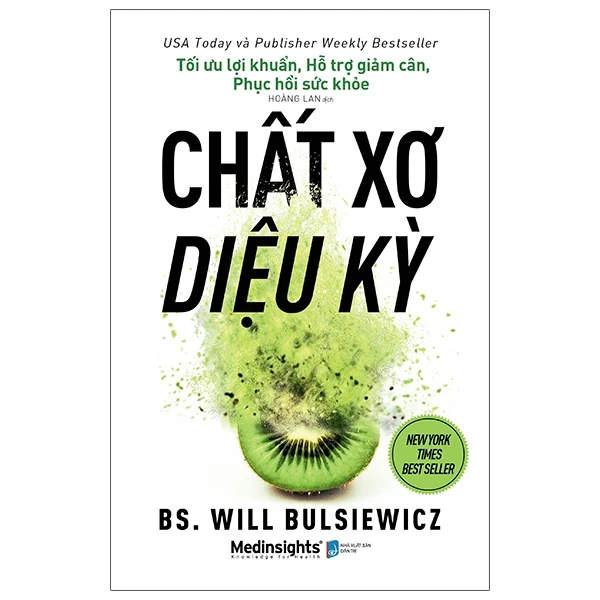 USA Today và Publisher Weekly Bestseller
Tối ưu lợi khuẩn, Hỗ trợ giảm cân,
Phục hồi sức khỏe
HOÀNG LAN dịch
CHẤT XƠ
DIỆU KỲ
NEW YORK
TIMES
BEST SELLER
BS. WILL BULSIEWICZ
Medinsights®
Knowledge for Health
NHÀ XUẤT BẢN
DÂN TRÍ